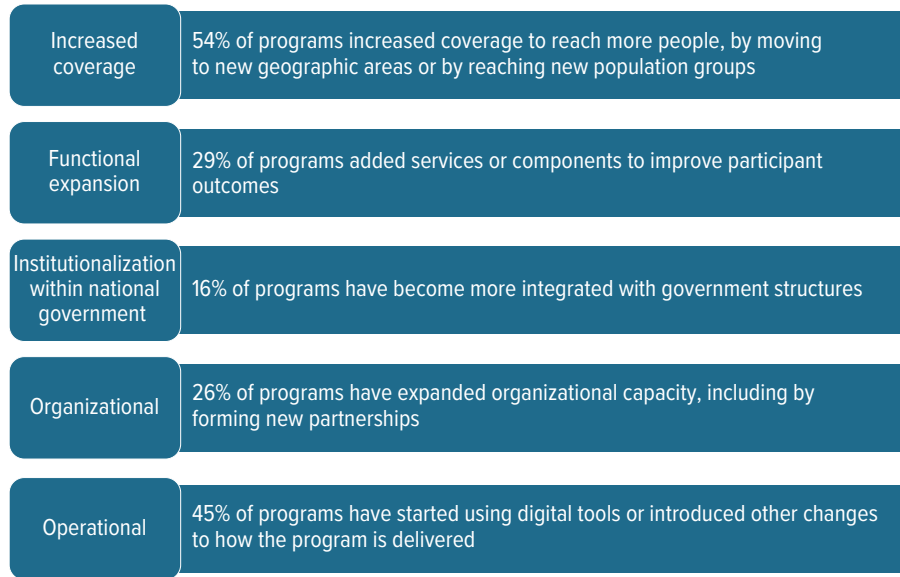 Increased
coverage
54% of programs increased coverage to reach more people, by moving
to new geographic areas or by reaching new population groups
Functional
expansion
29% of programs added services or components to improve participant
outcomes
Institutionalization
within national
government
16% of programs have become more integrated with government structures
Organizational
26% of programs have expanded organizational capacity, including by
forming new partnerships
Operational
45% of programs have started using digital tools or introduced other changes
to how the program is delivered